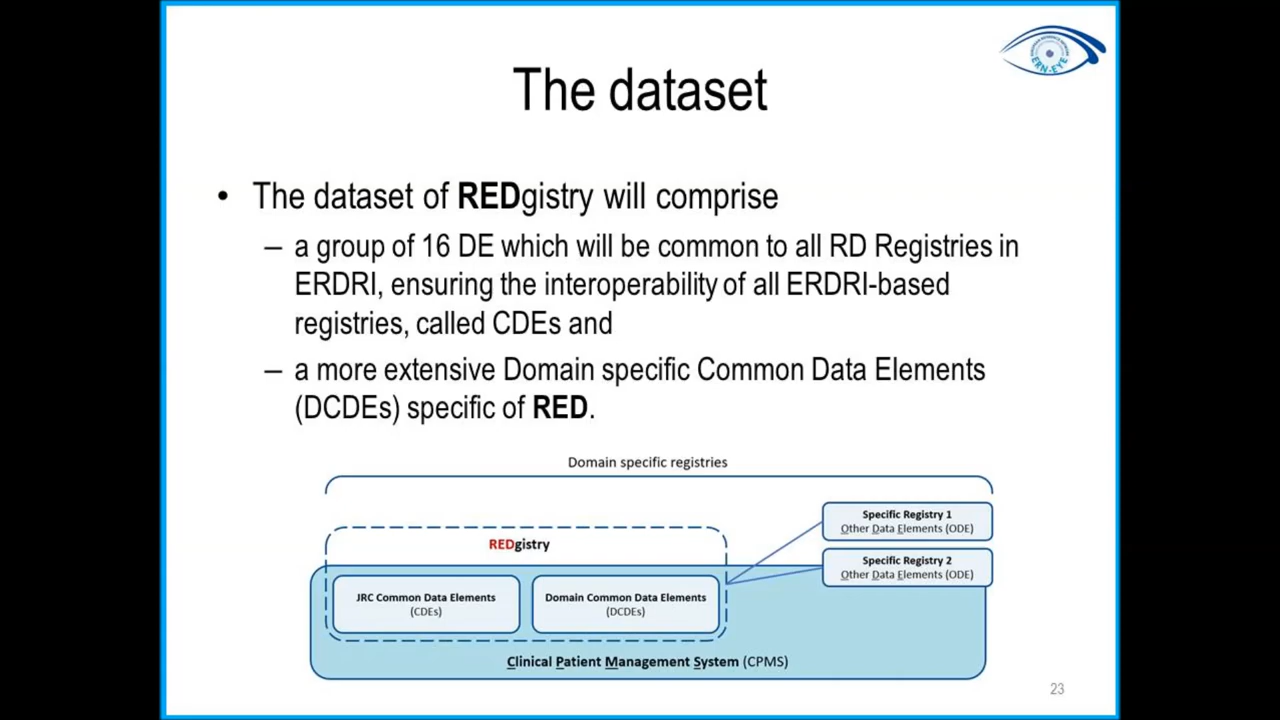 ERN-EYE
The dataset
• The dataset of REDgistry will comprise
– a group of 16 DE which will be common to all RD Registries in
ERDRI, ensuring the interoperability of all ERDRI-based
registries, called CDEs and
– a more extensive Domain specific Common Data Elements
(DCDEs) specific of RED.
Domain specific registries
Specific Registry 1
Other Data Elements (ODE)
REDgistry
Specific Registry 2
Other Data Elements (ODE)
JRC Common Data Elements
(CDEs)
Domain Common Data Elements
(DCDEs)
Clinical Patient Management System (CPMS)
23